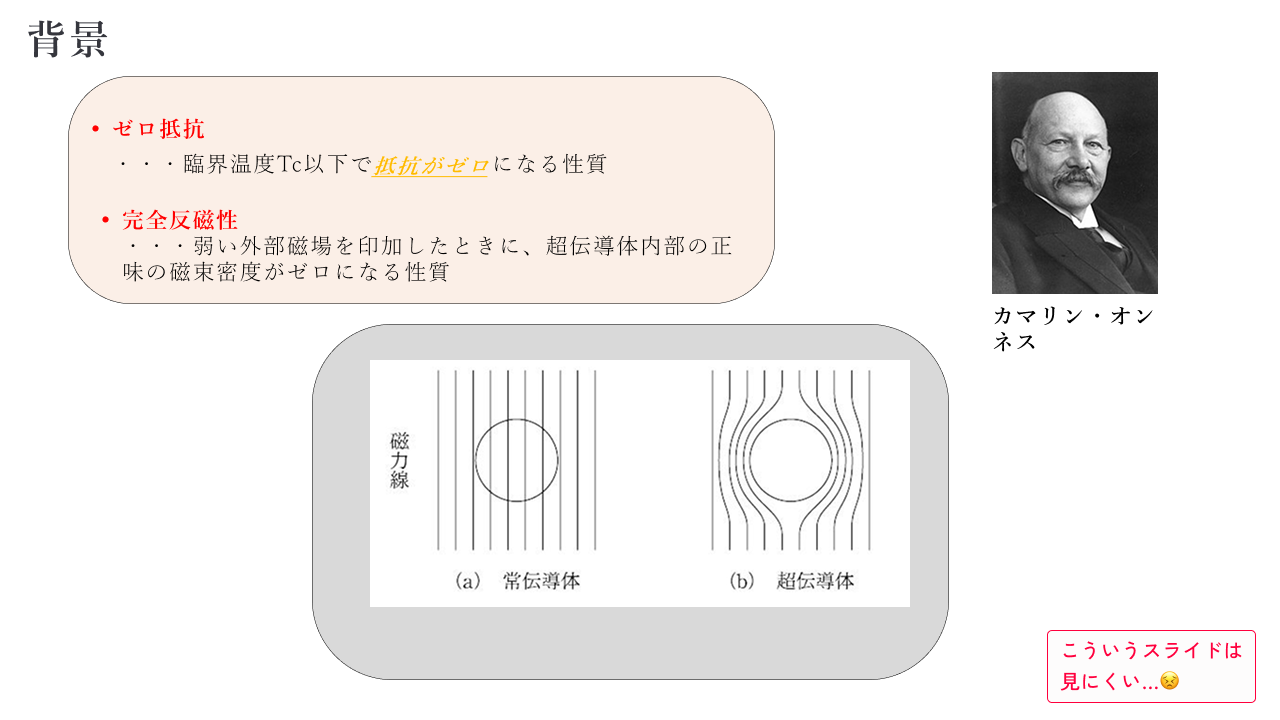 背景
• ゼロ抵抗
・・・臨界温度Tc以下で抵抗がゼロになる性質
• 完全反磁性
・・・弱い外部磁場を印加したときに、超伝導体内部の正
味の磁束密度がゼロになる性質
カマリン・オン
ネス
磁力線
(a) 常伝導体
(b) 超伝導体
こういうスライドは
見にくい...😣